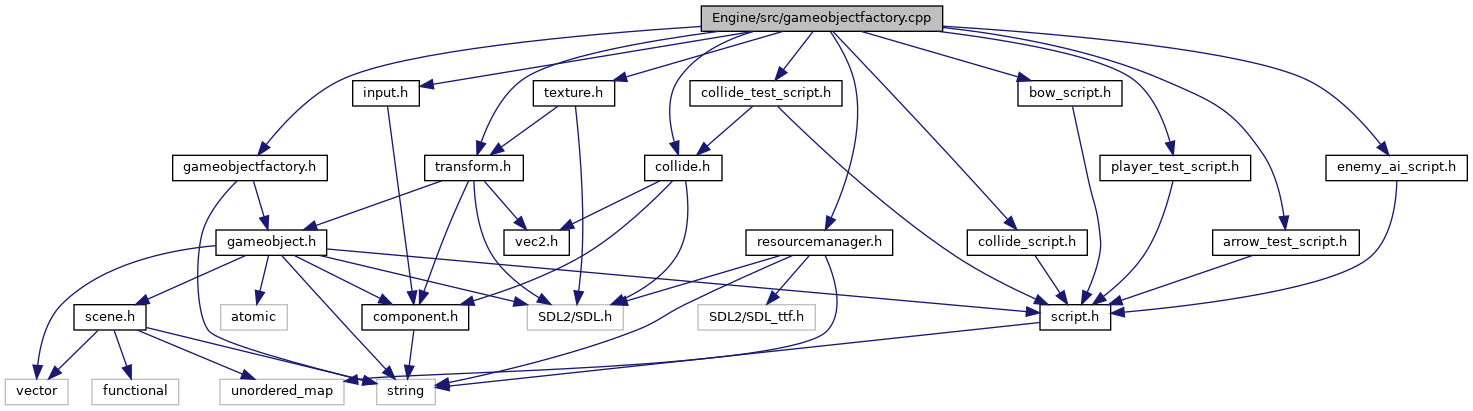 Engine/src/gameobjectfactory.cpp
input.h
texture.h
collide_test_script.h
bow_script.h
gameobjectfactory.h
transform.h
collide.h
player_test_script.h
enemy_ai_script.h
gameobject.h
vec2.h
resourcemanager.h
collide_script.h
arrow_test_script.h
scene.h
atomic
component.h
SDL2/SDL.h
SDL2/SDL_ttf.h
script.h
vector
functional
unordered_map
string